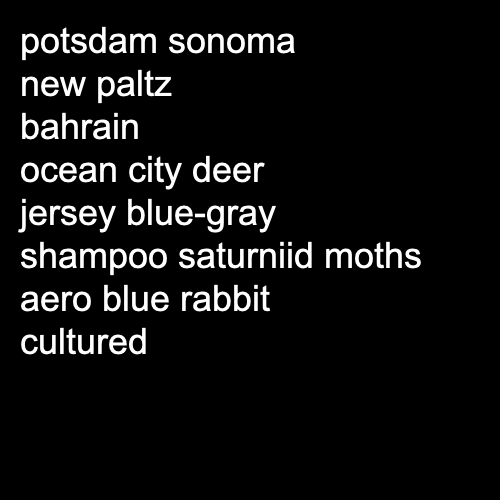 potsdam sonoma
new paltz
bahrain
ocean city deer
jersey blue-gray
shampoo saturniid moths
aero blue rabbit
cultured